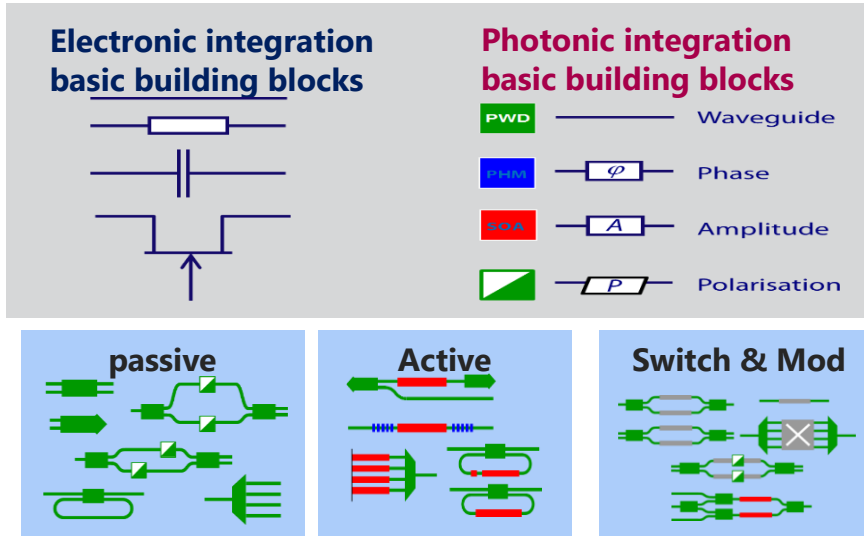 Electronic integration
basic building blocks
Photonic integration
basic building blocks
PWD
Waveguide
PHM
φ
Phase
SOA
A
Amplitude
P
Polarisation
passive
Active
Switch & Mod